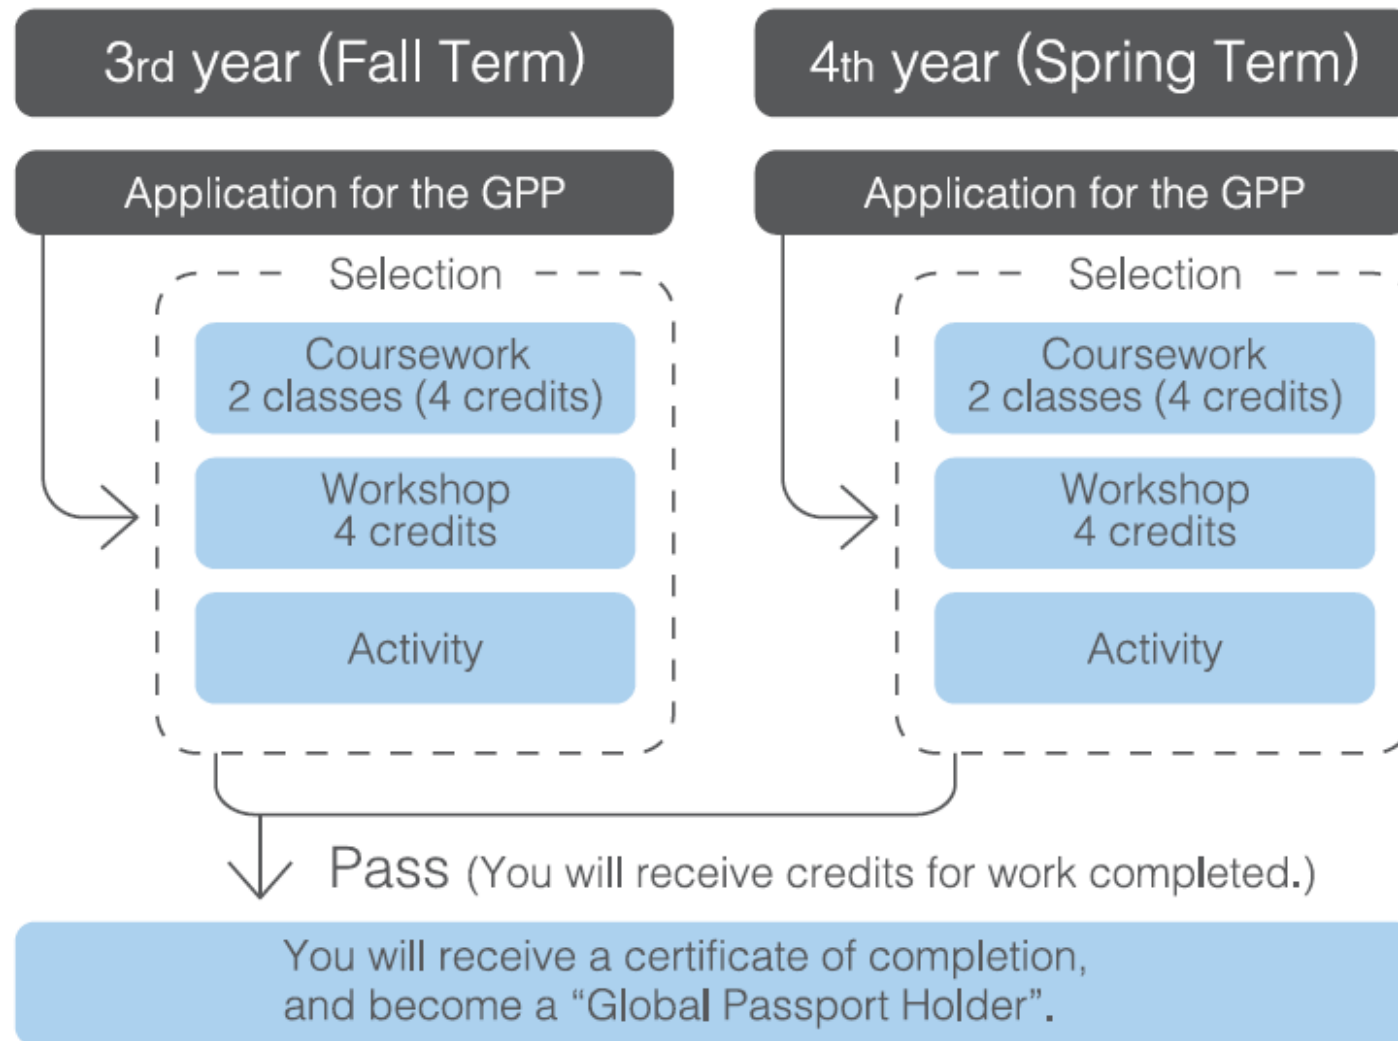 3rd year (Fall Term)
Application for the GPP
Selection
Coursework
2 classes (4 credits)
Workshop
4 credits
Activity
4th year (Spring Term)
Application for the GPP
Selection
Coursework
2 classes (4 credits)
Workshop
4 credits
Activity
Pass (You will receive credits for work completed.)
You will receive a certificate of completion,
and become a “Global Passport Holder”.